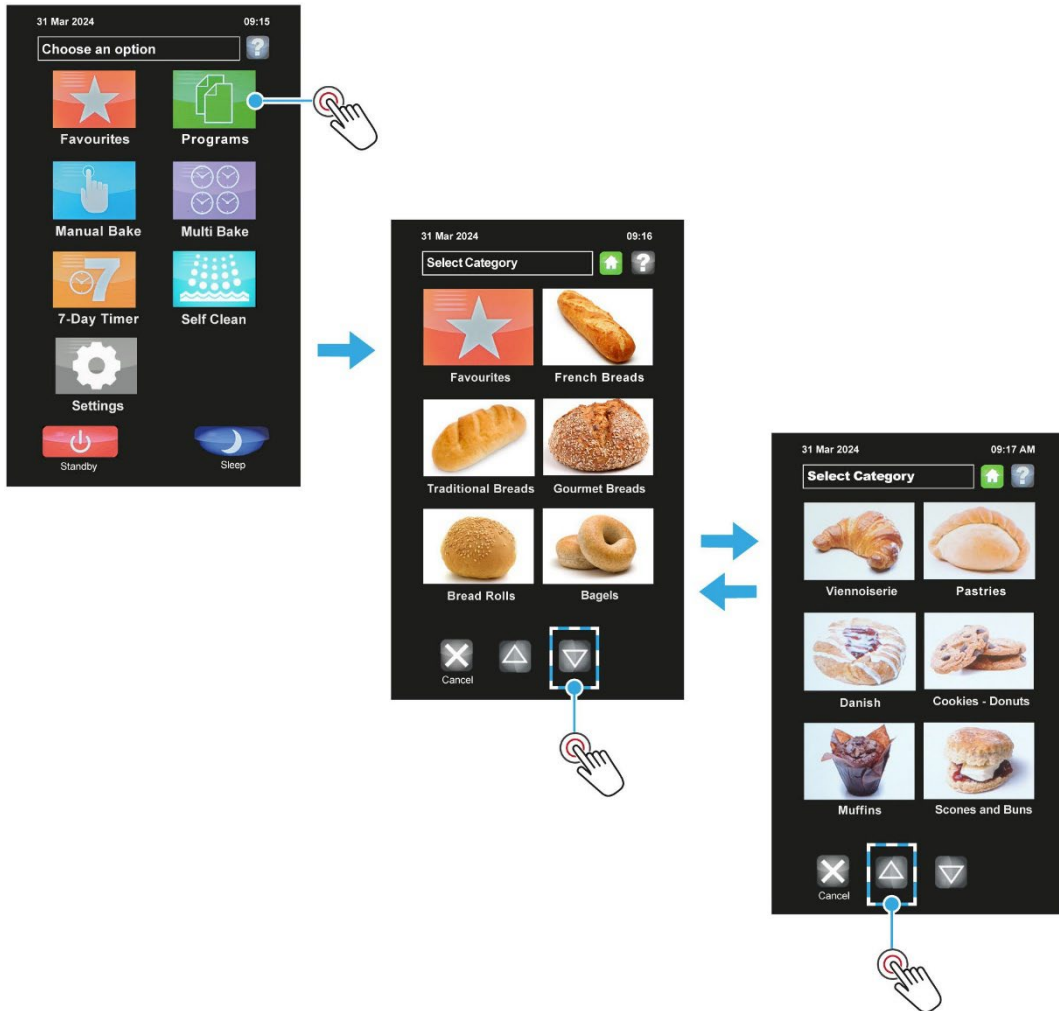 31 Mar 2024 09:15
Choose an option ?
Favourites Programs
Manual Bake Multi Bake
7
7-Day Timer Self Clean
Settings
Standby Sleep
31 Mar 2024 09:16
Select Category ?
Favourites French Breads
Traditional Breads Gourmet Breads
Bread Rolls Bagels
Cancel
31 Mar 2024 09:17 AM
Select Category ?
Viennoiserie Pastries
Danish Cookies - Donuts
Muffins Scones and Buns
Cancel